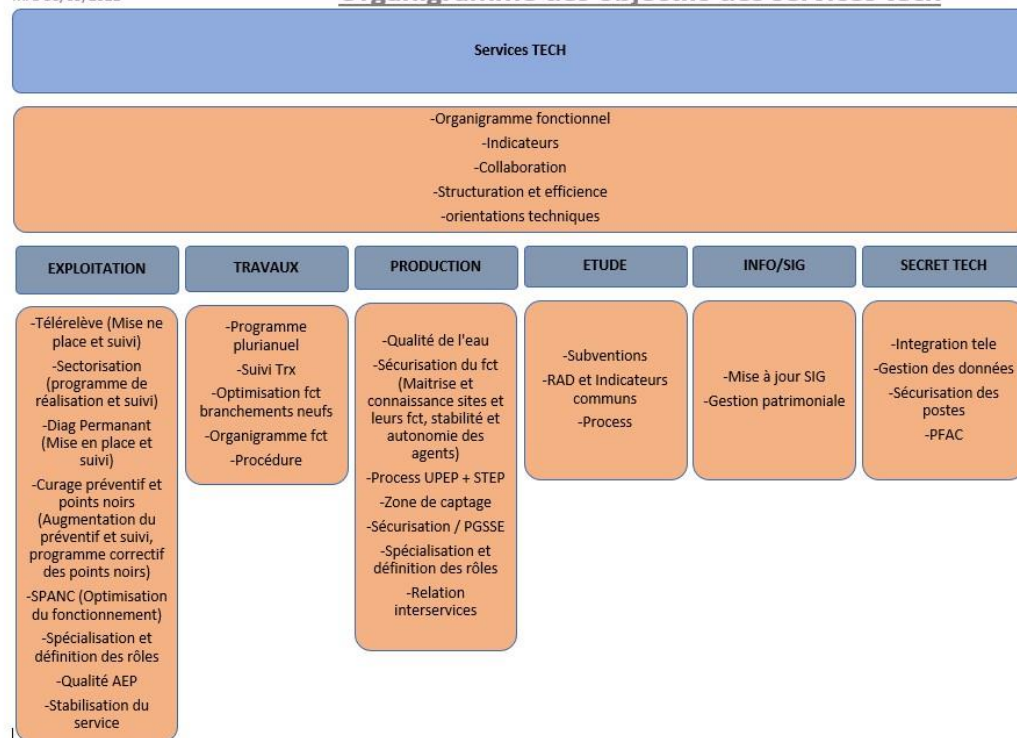 Services TECH
-Organigramme fonctionnel
-Indicateurs
-Collaboration
-Structuration et efficience
-orientations techniques
EXPLOITATION
-Télérelève (Mise ne
place et suivi)
-Sectorisation
(programme de
réalisation et suivi)
-Diag Permanant
(Mise en place et
suivi)
-Curage préventif et
points noirs
(Augmentation du
préventif et suivi,
programme correctif
des points noirs)
-SPANC (Optimisation
du fonctionnement)
-Spécialisation et
définition des rôles
-Qualité AEP
-Stabilisation du
service
TRAVAUX
-Programme
plurianuel
-Suivi Trx
-Optimisation fct
branchements neufs
-Organigramme fct
-Procédure
PRODUCTION
-Qualité de l'eau
-Sécurisation du fct
(Maitrise et
connaissance sites et
leurs fct, stabilité et
autonomie des
agents)
-Process UPEP + STEP
-Zone de captage
-Sécurisation / PGSSE
-Spécialisation et
définition des rôles
-Relation
interservices
ETUDE
-Subventions
-RAD et Indicateurs
communs
-Process
INFO/SIG
-Mise à jour SIG
-Gestion patrimoniale
SECRET TECH
-Integration tele
-Gestion des données
-Sécurisation des
postes
-PFAC